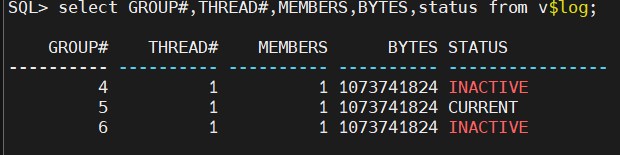 SQL> select GROUP#,THREAD#,MEMBERS,BYTES,status from v$log;
GROUP# THREAD# MEMBERS BYTES STATUS
---------- ---------- ---------- ---------- ----------------
4 1 1 1073741824 INACTIVE
5 1 1 1073741824 CURRENT
6 1 1 1073741824 INACTIVE